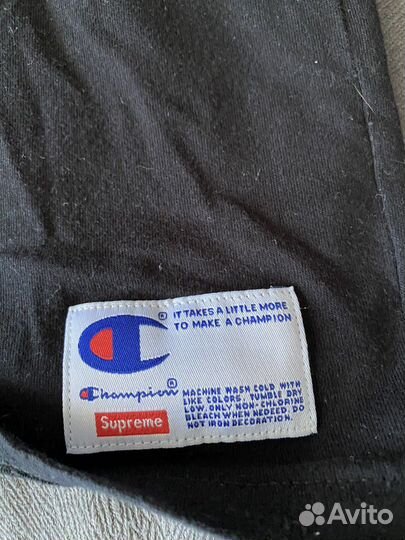 IT TAKES A LITTLE MORE
TO MAKE A CHAMPION
Champion
MACHINE WASH COLD WITH
LIKE COLORS. TUMBLE DRY
LOW. ONLY NON-CHLORINE
BLEACH WHEN NEEDED. DO
NOT IRON DECORATION.
Supreme
Avito